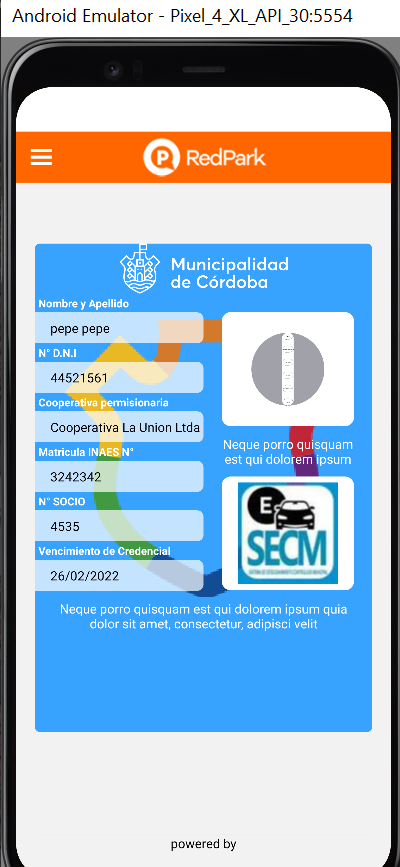 Android Emulator - Pixel_4_XL_API_30:5554
P RedPark
Municipalidad
de Córdoba
Nombre y Apellido
pepe pepe
N° D.N.I
44521561
Cooperativa permisionaria
Cooperativa La Union Ltda
Matricula INAES N°
3242342
N° SOCIO
4535
Vencimiento de Credencial
26/02/2022
Neque porro quisquam
est qui dolorem ipsum
E
SECM
Neque porro quisquam est qui dolorem ipsum quia
dolor sit amet, consectetur, adipisci velit
powered by